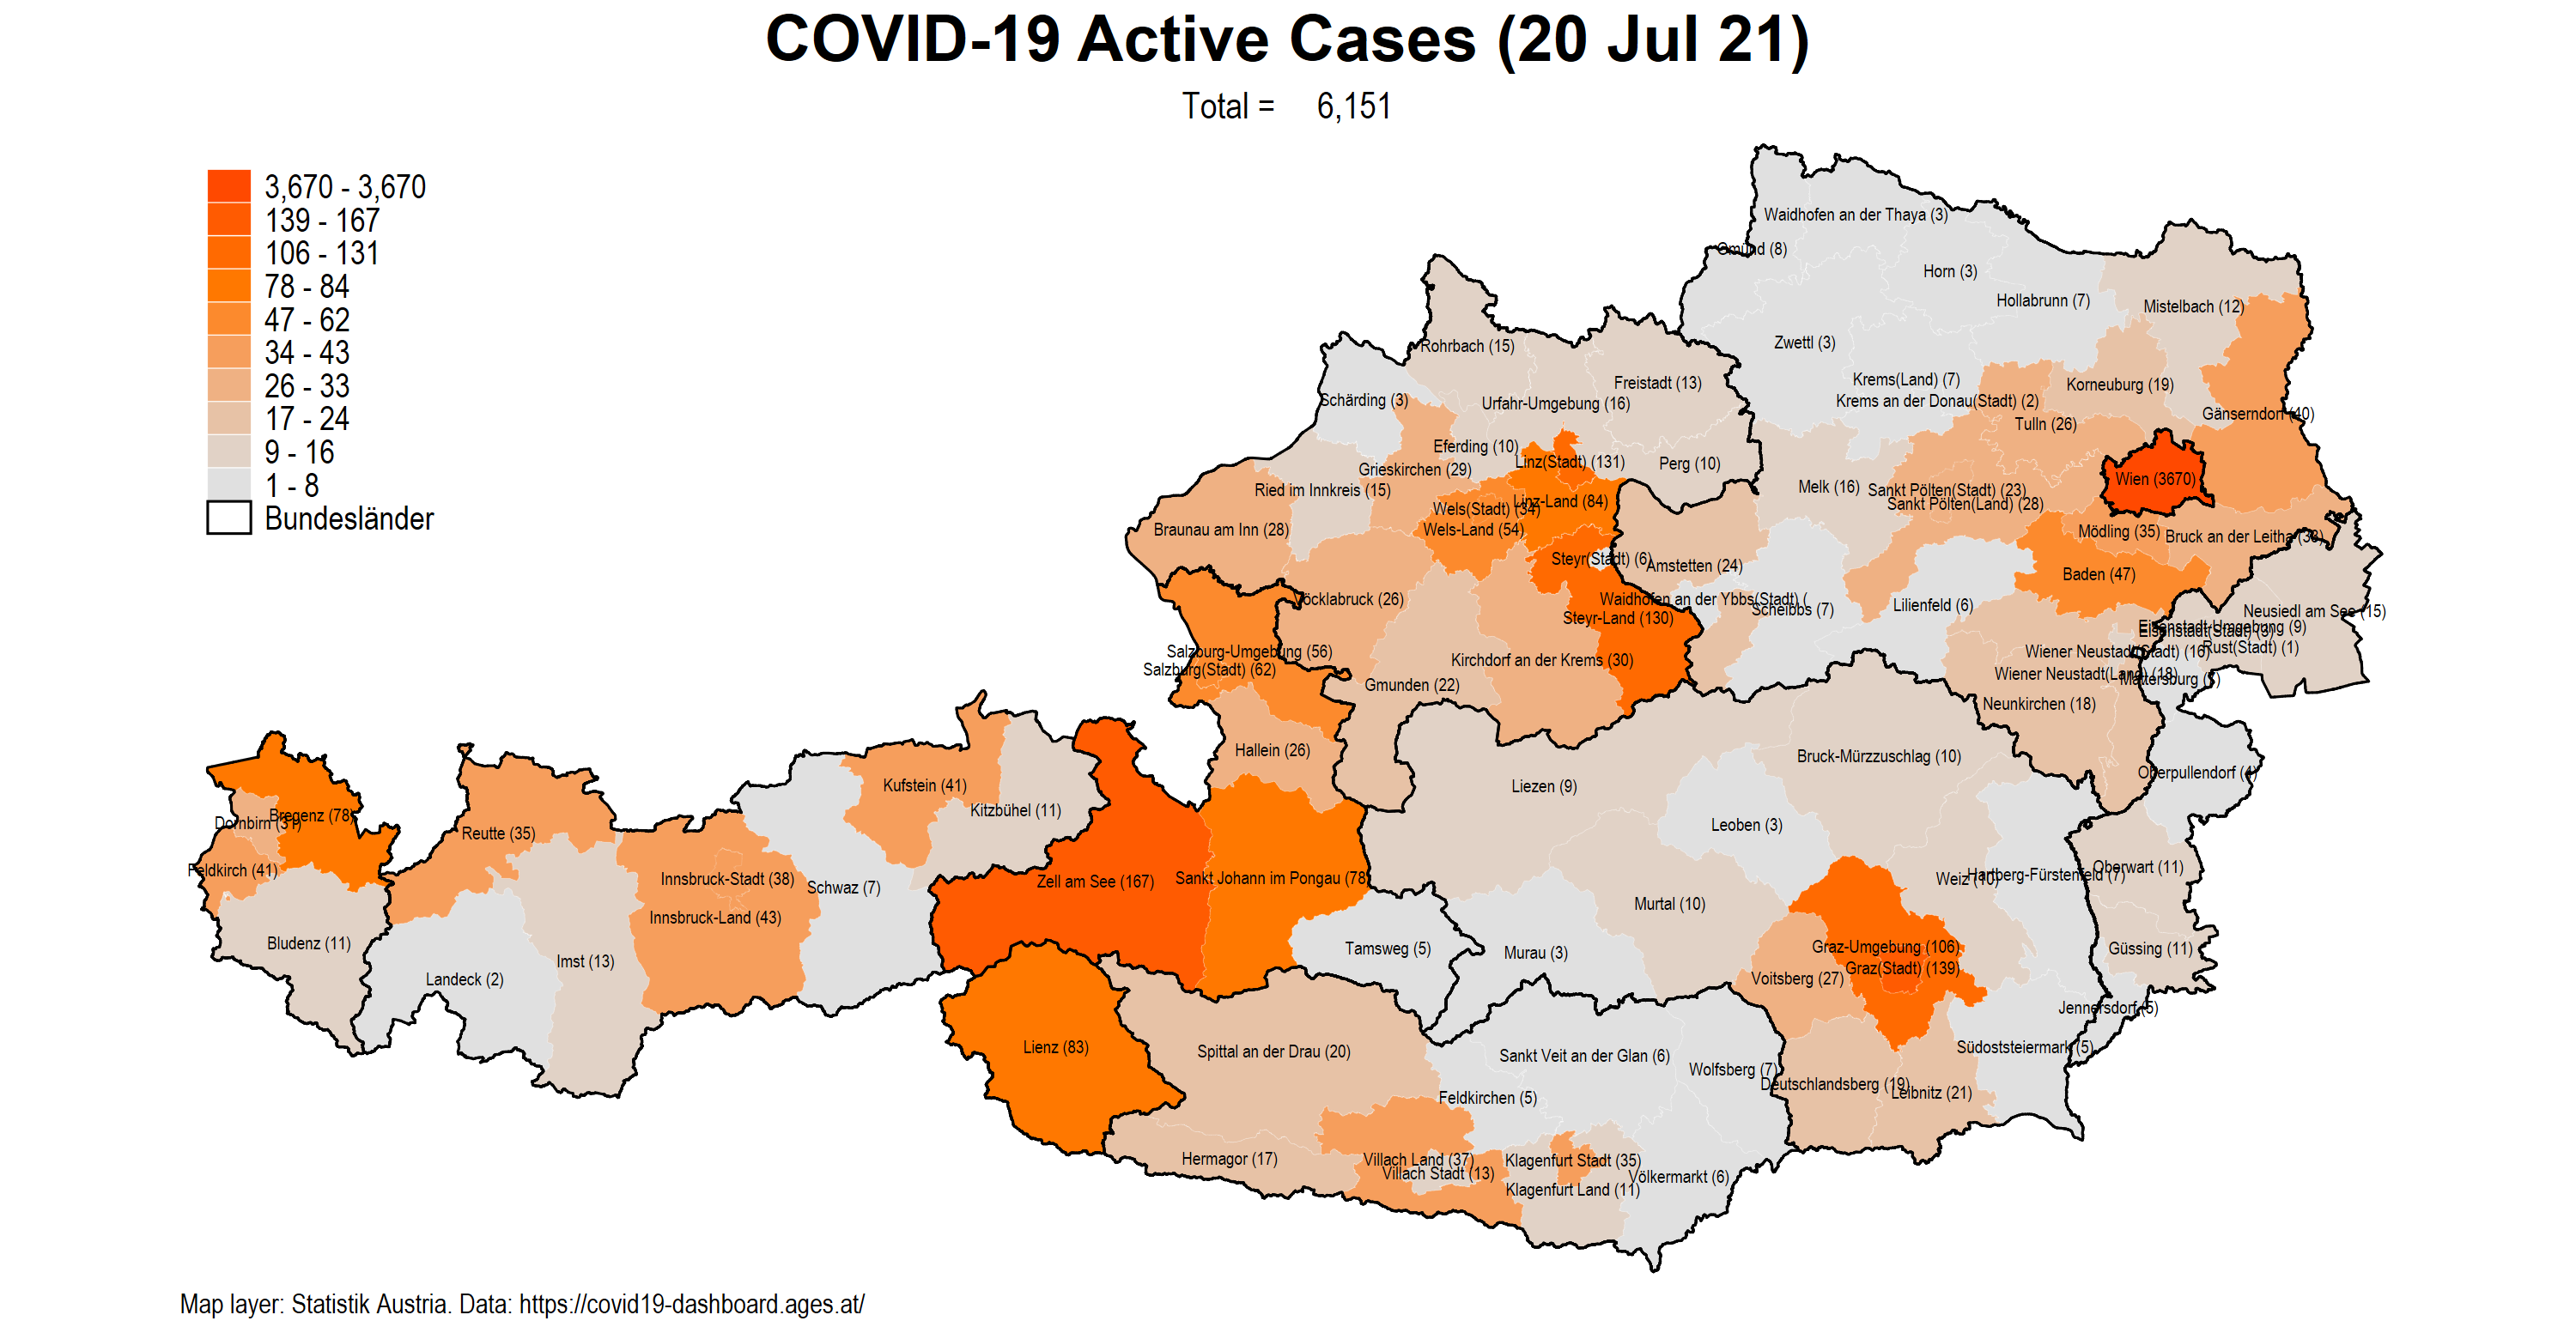 COVID-19 Active Cases (20 Jul 21)
Total = 6,151
3,670 - 3,670
139 - 167
106 - 131
78 - 84
47 - 62
34 - 43
26 - 33
17 - 24
9 - 16
1 - 8
Bundesländer
Waidhofen an der Thaya (3)
Gmünd (8)
Horn (3)
Hollabrunn (7)
Mistelbach (12)
Zwettl (3)
Rohrbach (15)
Freistadt (13)
Krems(Land) (7)
Korneuburg (19)
Schärding (3)
Urfahr-Umgebung (16)
Krems an der Donau(Stadt) (2)
Gänserndorf (40)
Tulln (26)
Eferding (10)
Linz(Stadt) (131)
Perg (10)
Grieskirchen (29)
Wien (3670)
Ried im Innkreis (15)
Melk (16)
Sankt Pölten(Stadt) (23)
Linz-Land (84)
Sankt Pölten(Land) (28)
Wels(Stadt) (34)
Braunau am Inn (28)
Wels-Land (54)
Mödling (35)
Bruck an der Leitha (33)
Steyr(Stadt) (6)
Amstetten (24)
Baden (47)
Vöcklabruck (26)
Waidhofen an der Ybbs(Stadt) (
Scheibbs (7)
Lilienfeld (6)
Neusiedl am See (15)
Steyr-Land (130)
Eisenstadt-Umgebung (9)
Eisenstadt(Stadt) (3)
Rust(Stadt) (1)
Salzburg-Umgebung (56)
Wiener Neustadt(Stadt) (16)
Kirchdorf an der Krems (30)
Salzburg(Stadt) (62)
Wiener Neustadt(Land) (18)
Mattersburg (5)
Gmunden (22)
Neunkirchen (18)
Hallein (26)
Bruck-Mürzzuschlag (10)
Oberpullendorf (4)
Kufstein (41)
Liezen (9)
Kitzbühel (11)
Bregenz (78)
Dornbirn (31)
Leoben (3)
Reutte (35)
Feldkirch (41)
Oberwart (11)
Innsbruck-Stadt (38)
Schwaz (7)
Zell am See (167)
Sankt Johann im Pongau (78)
Weiz (10)
Hartberg-Fürstenfeld (7)
Murtal (10)
Innsbruck-Land (43)
Bludenz (11)
Tamsweg (5)
Murau (3)
Graz-Umgebung (106)
Güssing (11)
Imst (13)
Graz(Stadt) (139)
Landeck (2)
Voitsberg (27)
Jennersdorf (5)
Lienz (83)
Spittal an der Drau (20)
Sankt Veit an der Glan (6)
Südoststeiermark (5)
Wolfsberg (7)
Deutschlandsberg (19)
Leibnitz (21)
Feldkirchen (5)
Hermagor (17)
Villach Land (37)
Klagenfurt Stadt (35)
Villach Stadt (13)
Völkermarkt (6)
Klagenfurt Land (11)
Map layer: Statistik Austria. Data: https://covid19-dashboard.ages.at/